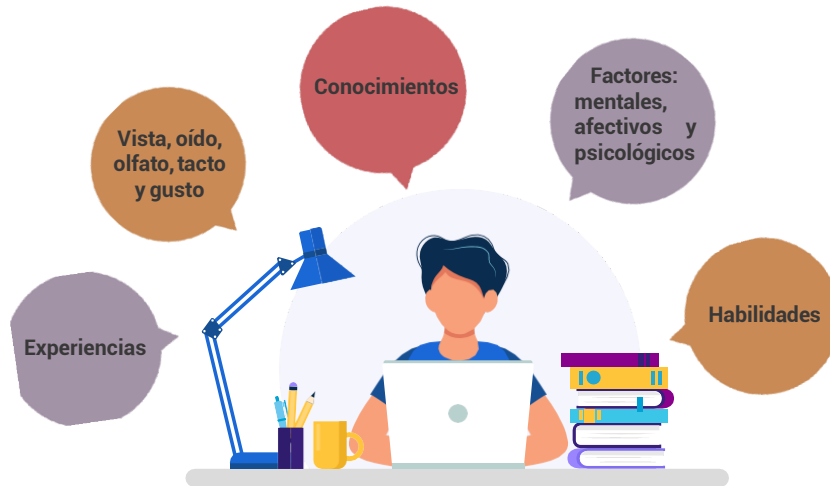 Experiencias
Vista, oído,
olfato, tacto
y gusto
Conocimientos
Factores:
mentales,
afectivos y
psicológicos
Habilidades